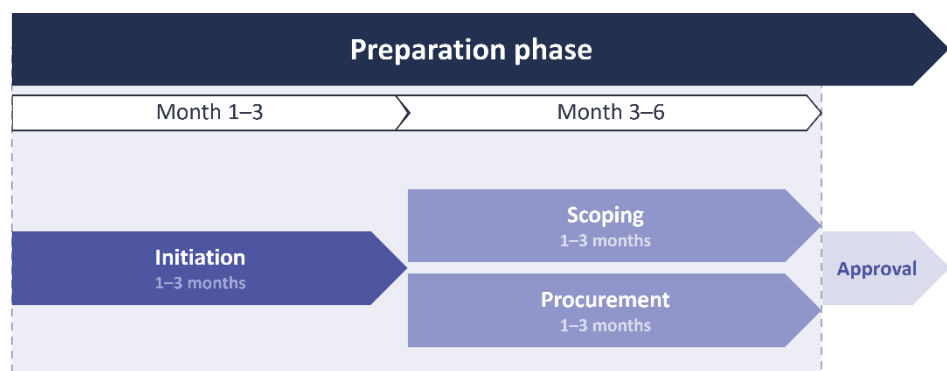 Preparation phase
Month 1–3
Month 3–6
Scoping
1–3 months
Initiation
1–3 months
Approval
Procurement
1–3 months